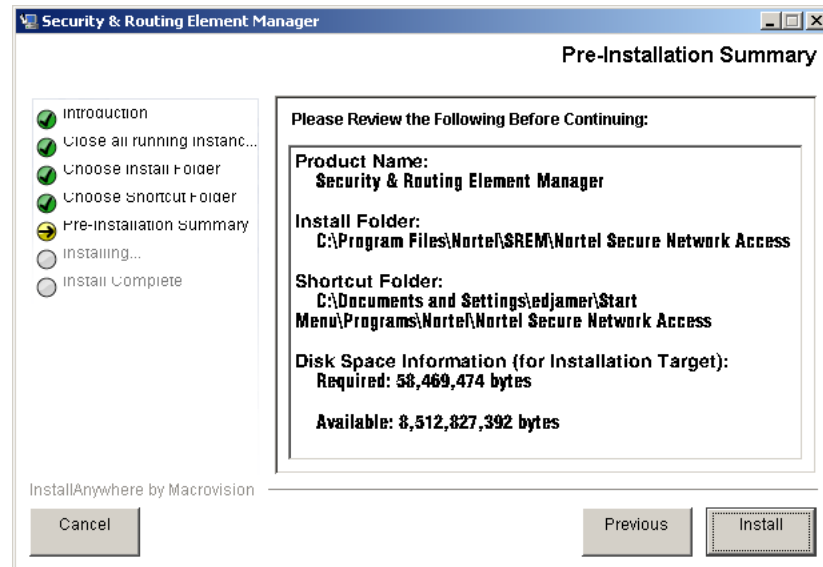 Security & Routing Element Manager
Pre-Installation Summary
Introduction
Close all running instanc...
Choose Install Folder
Choose Shortcut Folder
Pre-Installation Summary
Installing...
Install Complete
Please Review the Following Before Continuing:
Product Name:
Security & Routing Element Manager
Install Folder:
C:\Program Files\Nortel\SREM\Nortel Secure Network Access
Shortcut Folder:
C:\Documents and Settings\edjamer\Start
Menu\Programs\Nortel\Nortel Secure Network Access
Disk Space Information (for Installation Target):
Required: 58,469,474 bytes
Available: 8,512,827,392 bytes
InstallAnywhere by Macrovision
Cancel
Previous
Install